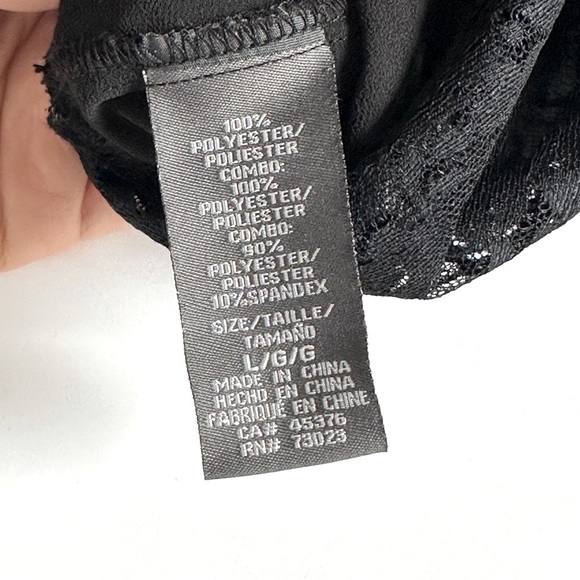 100%
POLYESTER/
POLIESTER
COMBO:
100%
POLYESTER/
POLIESTER
COMBO:
90%
POLYESTER/
POLIESTER
10%SPANDEX
SIZE/TAILLE/
TAMAÑO
L/G/G
MADE IN CHINA
HECHO EN CHINA
FABRIQUÉ EN CHINE
CA# 45376
RN# 73023